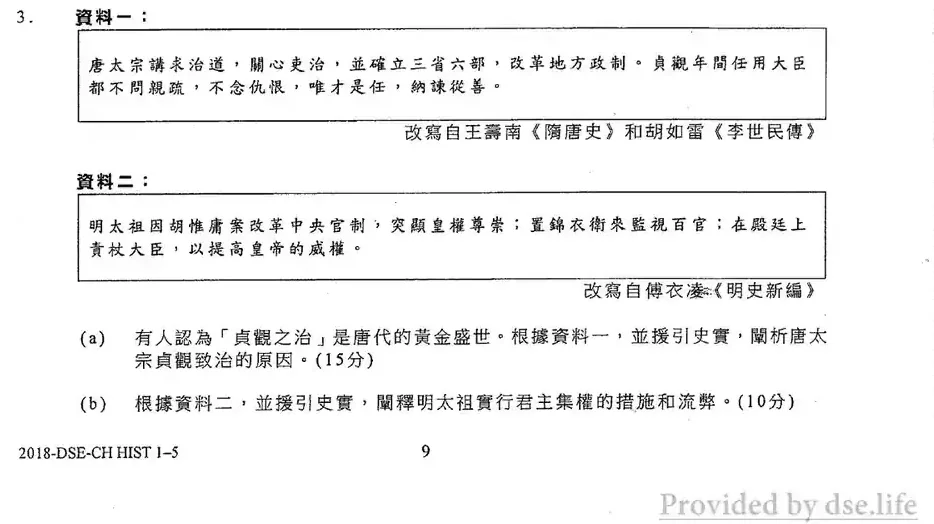 3. 資料一：
唐太宗講求治道，關心吏治，並確立三省六部，改革地方政制。貞觀年間任用大臣
都不問親疏，不念仇恨，唯才是任，納諫從善。
改寫自王壽南《隋唐史》和胡如雷《李世民傳》
資料二：
明太祖因胡惟庸案改革中央官制，突顯皇權尊崇；置錦衣衛來監視百官；在殿廷上
責杖大臣，以提高皇帝的威權。
改寫自傅衣凌《明史新編》
(a) 有人認為「貞觀之治」是唐代的黃金盛世。根據資料一，並援引史實，闡析唐太
宗貞觀致治的原因。(15分)
(b) 根據資料二，並援引史實，闡釋明太祖實行君主集權的措施和流弊。(10分)
2018-DSE-CH HIST 1–5 9
Provided by dse.life